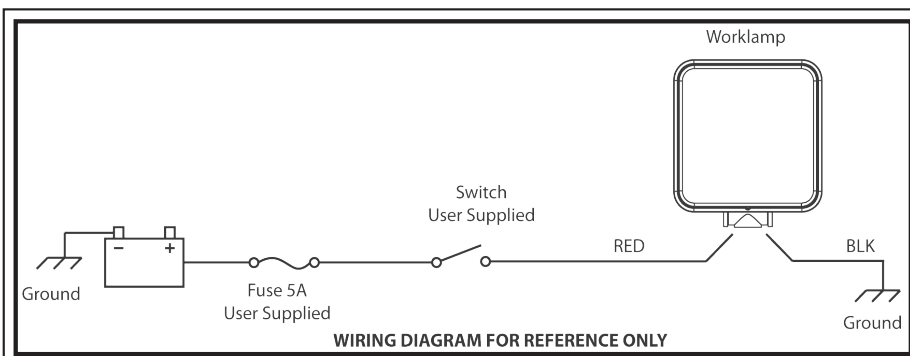 Worklamp
Switch
User Supplied
RED
BLK
− +
Ground
Fuse 5A
User Supplied
Ground
WIRING DIAGRAM FOR REFERENCE ONLY